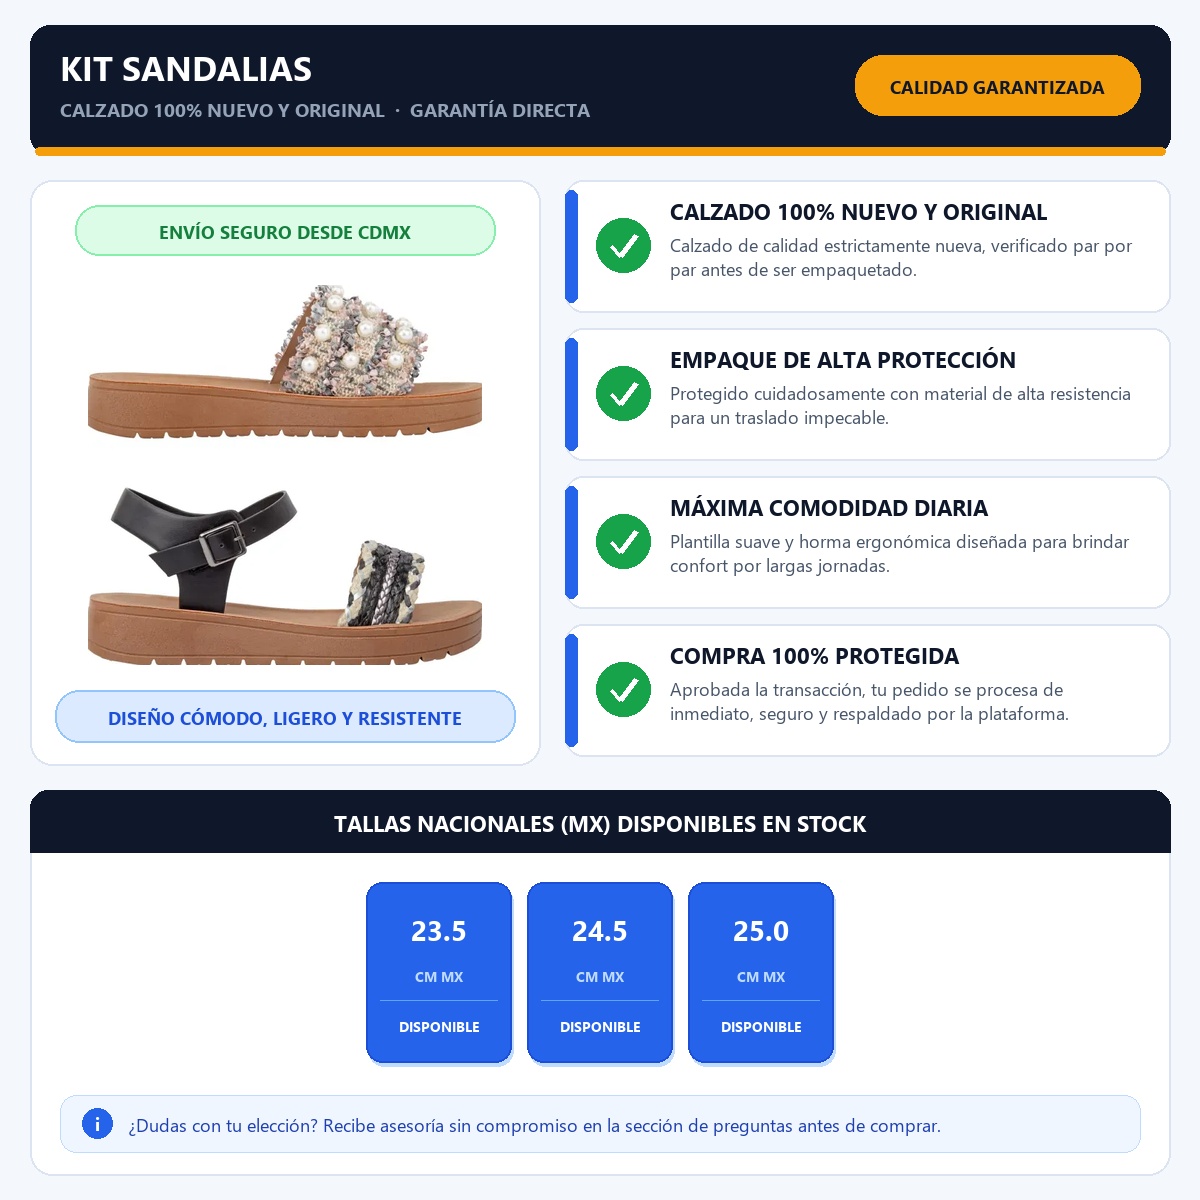 KIT SANDALIAS
CALZADO 100% NUEVO Y ORIGINAL · GARANTÍA DIRECTA
CALIDAD GARANTIZADA
ENVÍO SEGURO DESDE CDMX
DISEÑO CÓMODO, LIGERO Y RESISTENTE
CALZADO 100% NUEVO Y ORIGINAL
Calzado de calidad estrictamente nueva, verificado par por
par antes de ser empaquetado.
EMPAQUE DE ALTA PROTECCIÓN
Protegido cuidadosamente con material de alta resistencia
para un traslado impecable.
MÁXIMA COMODIDAD DIARIA
Plantilla suave y horma ergonómica diseñada para brindar
confort por largas jornadas.
COMPRA 100% PROTEGIDA
Aprobada la transacción, tu pedido se procesa de
inmediato, seguro y respaldado por la plataforma.
TALLAS NACIONALES (MX) DISPONIBLES EN STOCK
23.5
CM MX
DISPONIBLE
24.5
CM MX
DISPONIBLE
25.0
CM MX
DISPONIBLE
¿Dudas con tu elección? Recibe asesoría sin compromiso en la sección de preguntas antes de comprar.